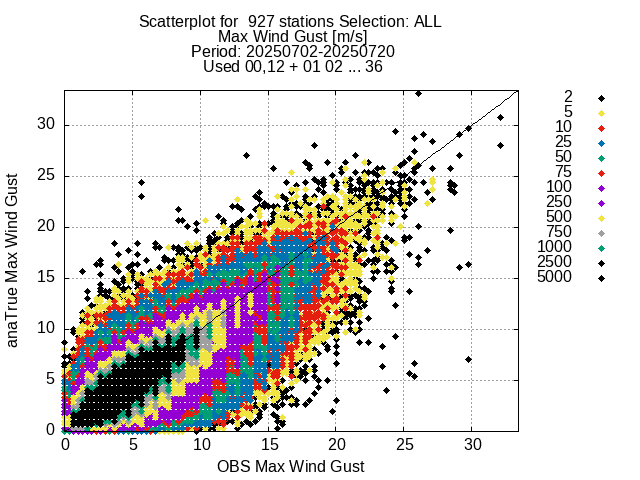 Scatterplot for  927 stations Selection: ALL
Max Wind Gust [m/s]
Period: 20250702-20250720
Used 00,12 + 01 02 ... 36
anaTrue Max Wind Gust
30
25
20
15
10
5
0
0 5 10 15 20 25 30
OBS Max Wind Gust
2
5
10
25
50
75
100
250
500
750
1000
2500
5000